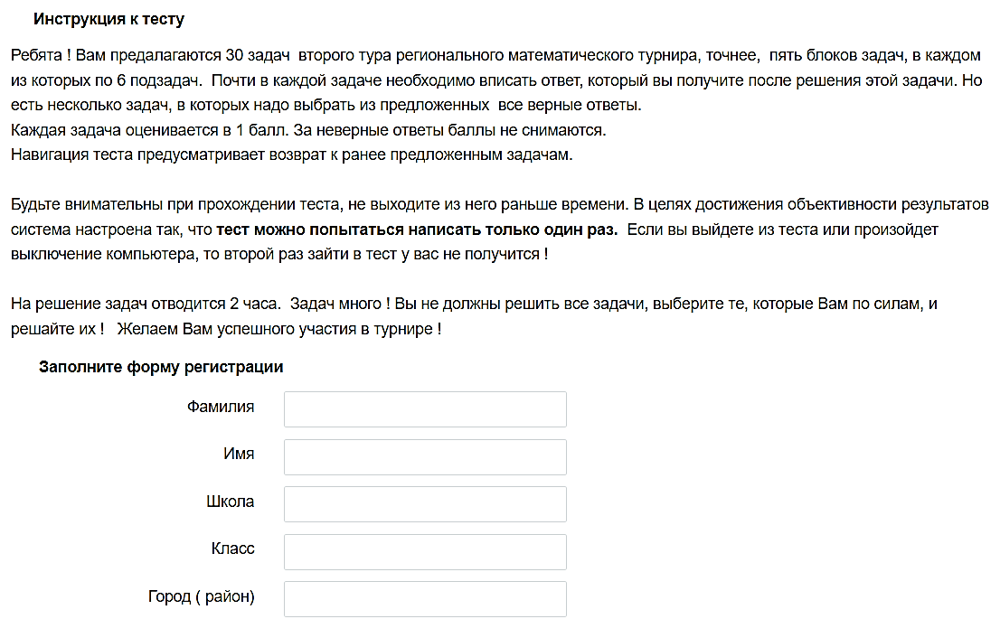 Инструкция к тесту
Ребята ! Вам предалагаются 30 задач  второго тура регионального математического турнира, точнее,  пять блоков задач, в каждом
из которых по 6 подзадач.  Почти в каждой задаче необходимо вписать ответ, который вы получите после решения этой задачи. Но
есть несколько задач, в которых надо выбрать из предложенных  все верные ответы.
Каждая задача оценивается в 1 балл. За неверные ответы баллы не снимаются.
Навигация теста предусматривает возврат к ранее предложенным задачам.
Будьте внимательны при прохождении теста, не выходите из него раньше времени. В целях достижения объективности результатов
система настроена так, что тест можно попытаться написать только один раз.  Если вы выйдете из теста или произойдет
выключение компьютера, то второй раз зайти в тест у вас не получится !
На решение задач отводится 2 часа.  Задач много ! Вы не должны решить все задачи, выберите те, которые Вам по силам, и
решайте их !   Желаем Вам успешного участия в турнире !
Заполните форму регистрации
Фамилия
Имя
Школа
Класс
Город ( район)